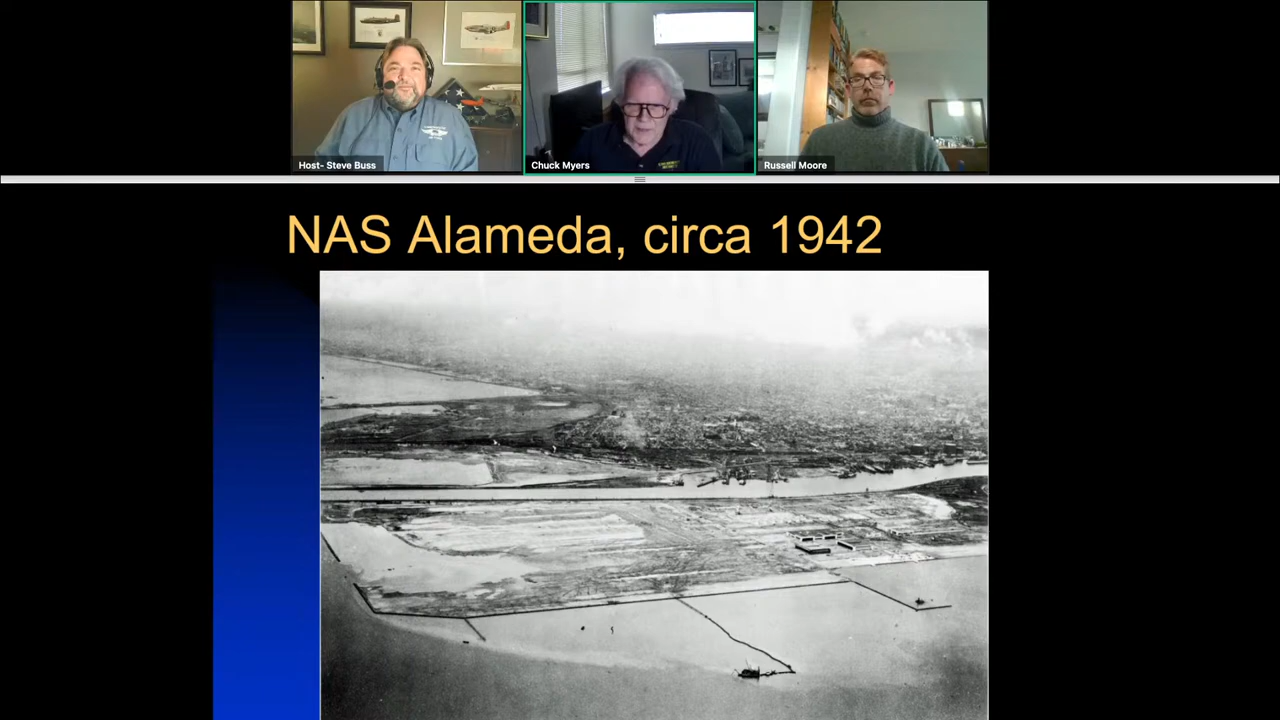 Host- Steve Buss
Chuck Myers
Russell Moore
NAS Alameda, circa 1942